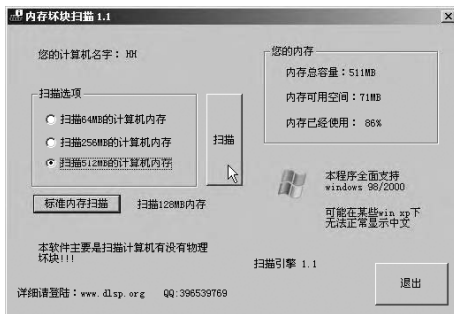 内存坏块扫描 1.1
您的计算机名字： HH
扫描选项
扫描64MB的计算机内存
扫描256MB的计算机内存
扫描512MB的计算机内存
扫描
您的内存
内存总容量：511MB
内存可用空间：71MB
内存已经使用： 86%
标准内存扫描
扫描128MB内存
本程序全面支持
windows 98/2000
可能在某些win xp下
无法正常显示中文
本软件主要是扫描计算机有没有物理
坏块!!!
扫描引擎 1.1
退出
详细请登陆：www.dlsp.org QQ:396539769